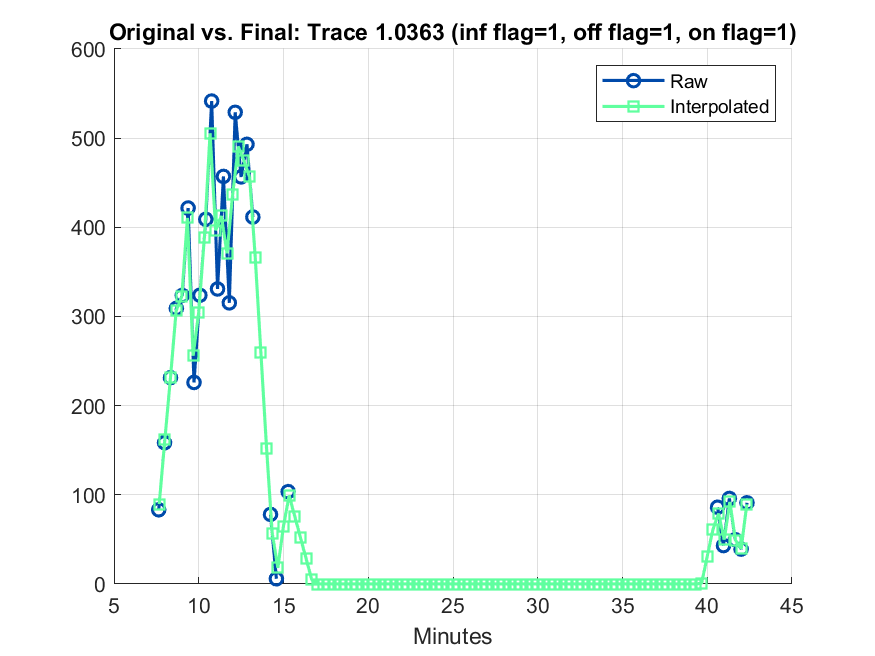 Original vs. Final: Trace 1.0363 (inf flag=1, off flag=1, on flag=1)
600
500
400
300
200
100
0
Raw
Interpolated
5 10 15 20 25 30 35 40 45
Minutes